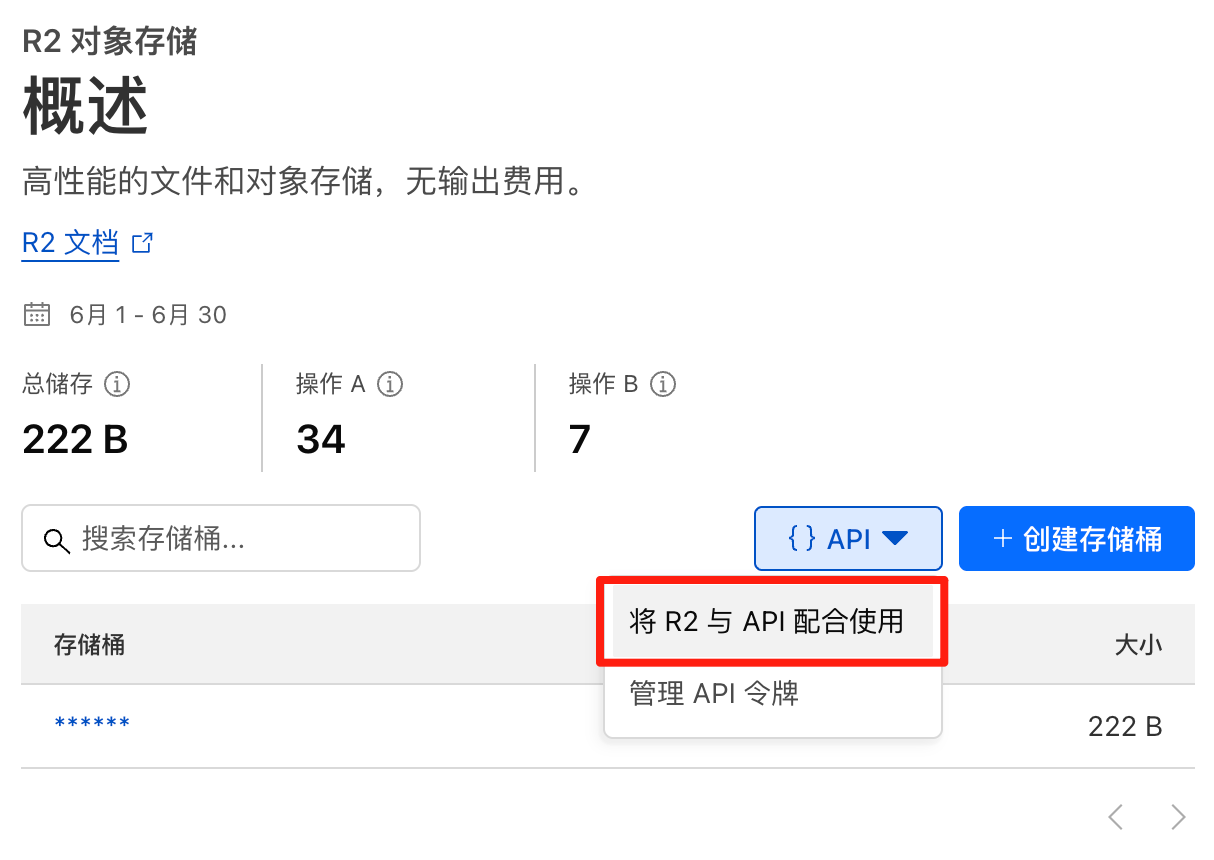 R2 对象存储
概述
高性能的文件和对象存储，无输出费用。
R2 文档
6月 1 - 6月 30
总储存 操作 A 操作 B
222 B 34 7
搜索存储桶... { } API + 创建存储桶
将 R2 与 API 配合使用
存储桶 大小
管理 API 令牌
****** 222 B